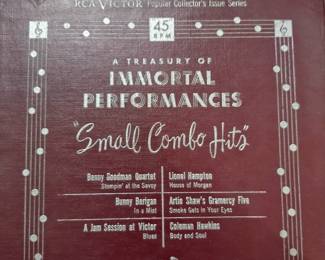 RCA VICTOR Popular Collector's Issue Series
45 RPM
A TREASURY OF
IMMORTAL
PERFORMANCES
"Small Combo Hits"
Benny Goodman Quartet
Stompin' at the Savoy
Lionel Hampton
House of Morgan
Bunny Berigan
In a Mist
Artie Shaw's Gramercy Five
Smoke Gets in Your Eyes
A Jam Session at Victor
Blues
Coleman Hawkins
Body and Soul